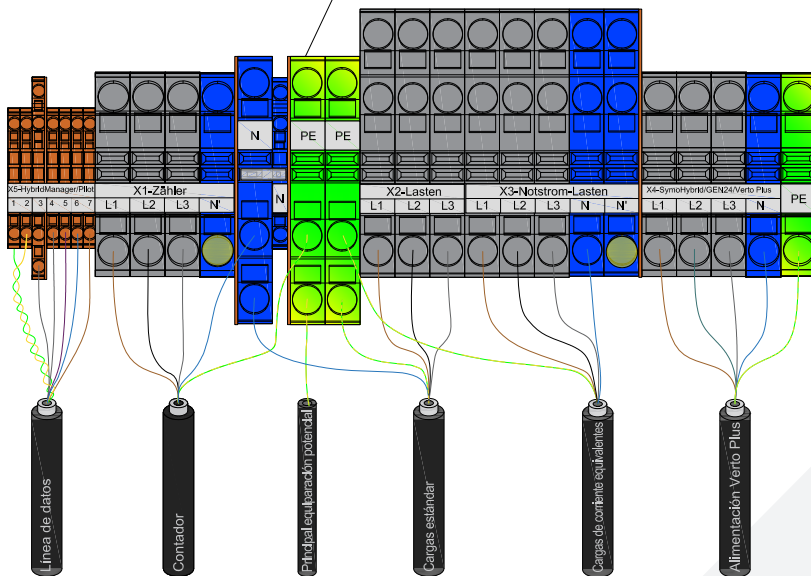 N
PE PE
X5-HybridManager/Pilot
1 2 3 4 5 6 7
X1-Zähler
L1 L2 L3 N'
N
X2-Lasten
L1 L2 L3
X3-Notstrom-Lasten
L1 L2 L3 N N'
X4-SymoHybrid/GEN24/Verto Plus
L1 L2 L3 N
PE
Línea de datos
Contador
Principal equiparación potencial
Cargas estándar
Cargas de corriente equivalentes
Alimentación Verto Plus